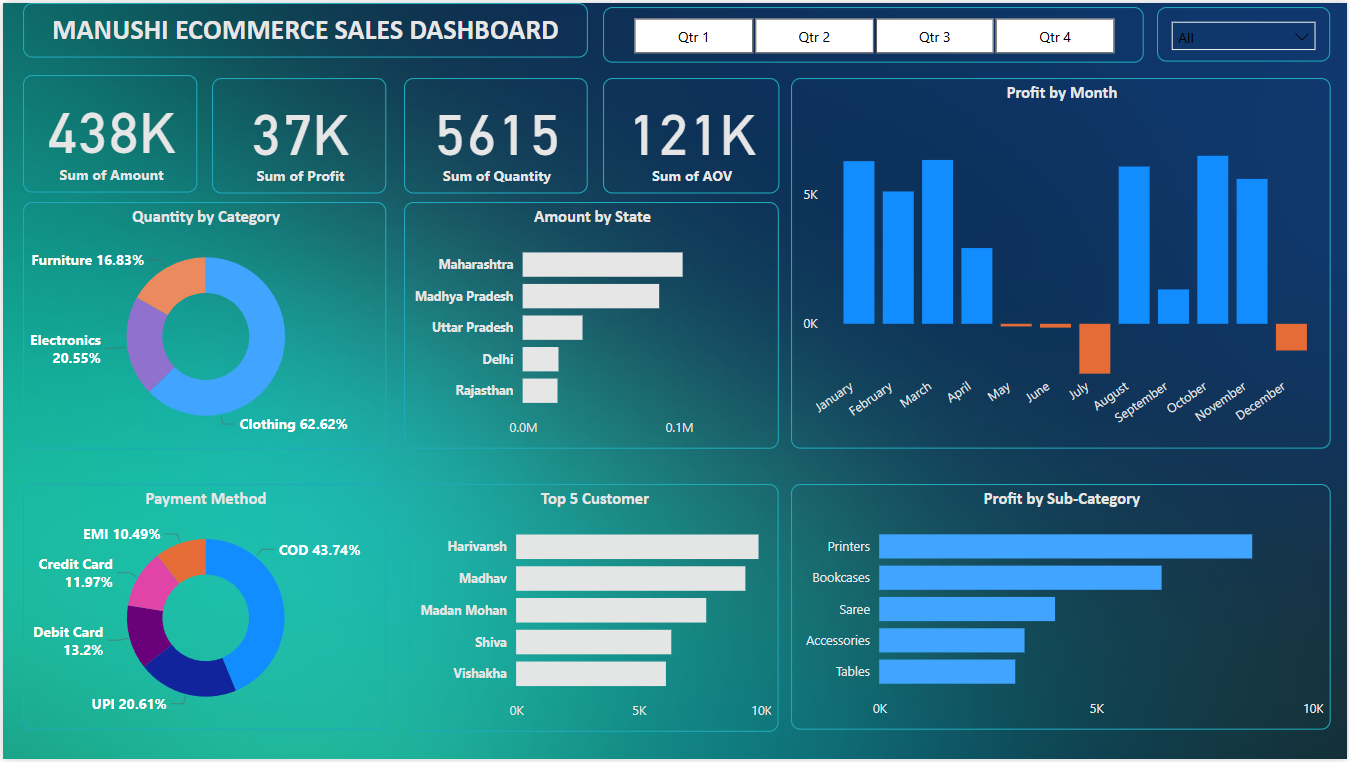 MANUSHI ECOMMERCE SALES DASHBOARD
Qtr 1
Qtr 2
Qtr 3
Qtr 4
All
438K
Sum of Amount
37K
Sum of Profit
5615
Sum of Quantity
121K
Sum of AOV
Profit by Month
5K
0K
January
February
March
April
May
June
July
August
September
October
November
December
Quantity by Category
Furniture 16.83%
Electronics
20.55%
Clothing 62.62%
Amount by State
Maharashtra
Madhya Pradesh
Uttar Pradesh
Delhi
Rajasthan
0.0M
0.1M
Payment Method
EMI 10.49%
COD 43.74%
Credit Card
11.97%
Debit Card
13.2%
UPI 20.61%
Top 5 Customer
Harivansh
Madhav
Madan Mohan
Shiva
Vishakha
0K
5K
10K
Profit by Sub-Category
Printers
Bookcases
Saree
Accessories
Tables
0K
5K
10K